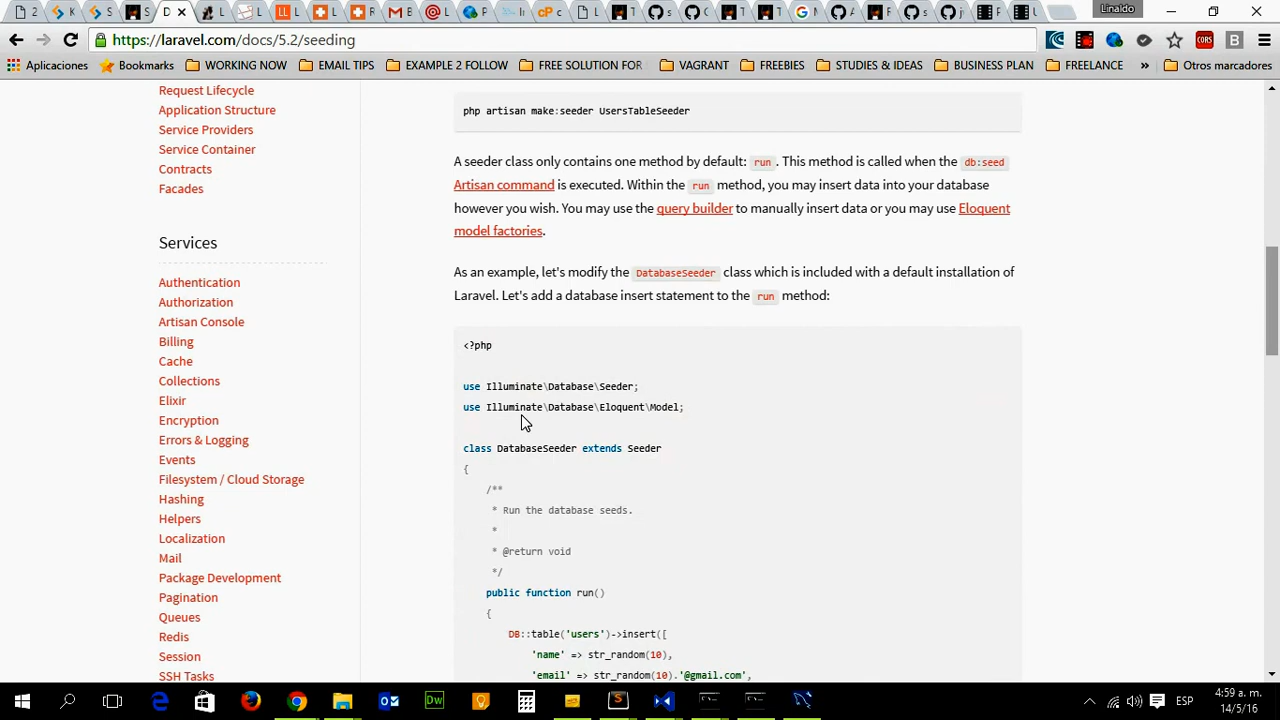 2
K
S
S
D
L
L
LL
L
R
B
L
In
L
T
C
T
T
M
A
R
S
j
P
L
Linaldo
https://laravel.com/docs/5.2/seeding
CORS
B
Aplicaciones
Bookmarks
WORKING NOW
EMAIL TIPS
EXAMPLE 2 FOLLOW
FREE SOLUTION FOR
VAGRANT
FREEBIES
STUDIES & IDEAS
BUSINESS PLAN
FREELANCE
»
Otros marcadores
Request Lifecycle
Application Structure
Service Providers
Service Container
Contracts
Facades
Services
Authentication
Authorization
Artisan Console
Billing
Cache
Collections
Elixir
Encryption
Errors & Logging
Events
Filesystem / Cloud Storage
Hashing
Helpers
Localization
Mail
Package Development
Pagination
Queues
Redis
Session
SSH Tasks
php artisan make:seeder UsersTableSeeder
A seeder class only contains one method by default: run . This method is called when the db:seed
Artisan command is executed. Within the run method, you may insert data into your database
however you wish. You may use the query builder to manually insert data or you may use Eloquent
model factories.
As an example, let's modify the DatabaseSeeder class which is included with a default installation of
Laravel. Let's add a database insert statement to the run method:
<?php
use Illuminate\Database\Seeder;
use Illuminate\Database\Eloquent\Model;
class DatabaseSeeder extends Seeder
{
/**
* Run the database seeds.
*
* @return void
*/
public function run()
{
DB::table('users')->insert([
'name' => str_random(10),
'email' => str_random(10).'@gmail.com',
Dw
ESP
4:59 a. m.
14/5/16